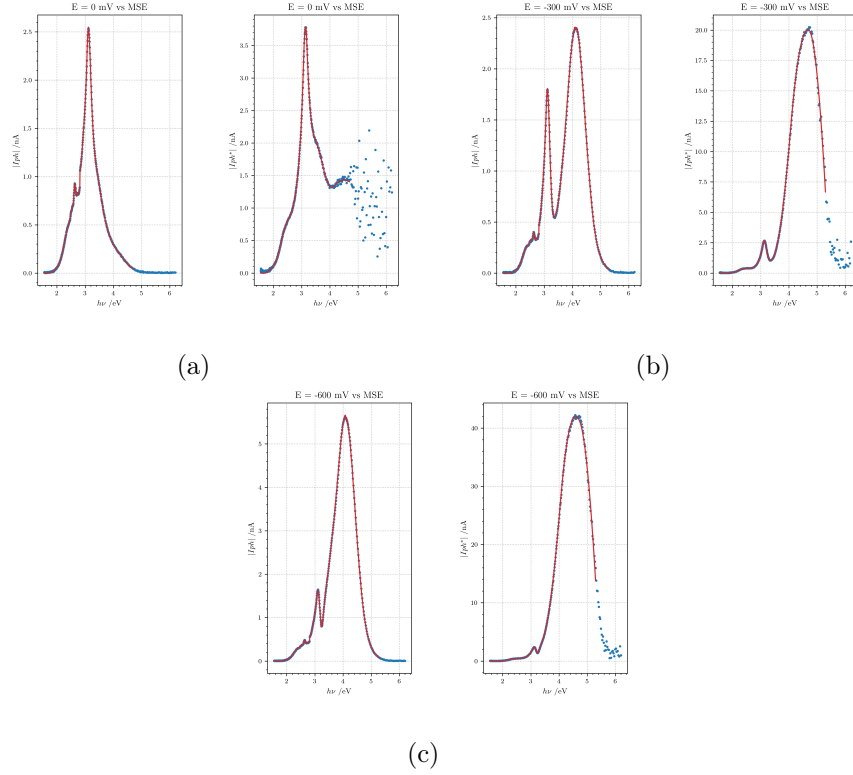 E = 0 mV vs MSE
E = 0 mV vs MSE
E = -300 mV vs MSE
E = -300 mV vs MSE
|Iph| /nA
2.5
2.0
1.5
1.0
0.5
0.0
2 3 4 5 6
hν /eV
|Iph*| /nA
3.5
3.0
2.5
2.0
1.5
1.0
0.5
0.0
2 3 4 5 6
hν /eV
|Iph| /nA
2.5
2.0
1.5
1.0
0.5
0.0
2 3 4 5 6
hν /eV
|Iph*| /nA
20.0
17.5
15.0
12.5
10.0
7.5
5.0
2.5
0.0
2 3 4 5 6
hν /eV
(a)
(b)
E = -600 mV vs MSE
E = -600 mV vs MSE
|Iph| /nA
5
4
3
2
1
0
2 3 4 5 6
hν /eV
|Iph*| /nA
40
30
20
10
0
2 3 4 5 6
hν /eV
(c)